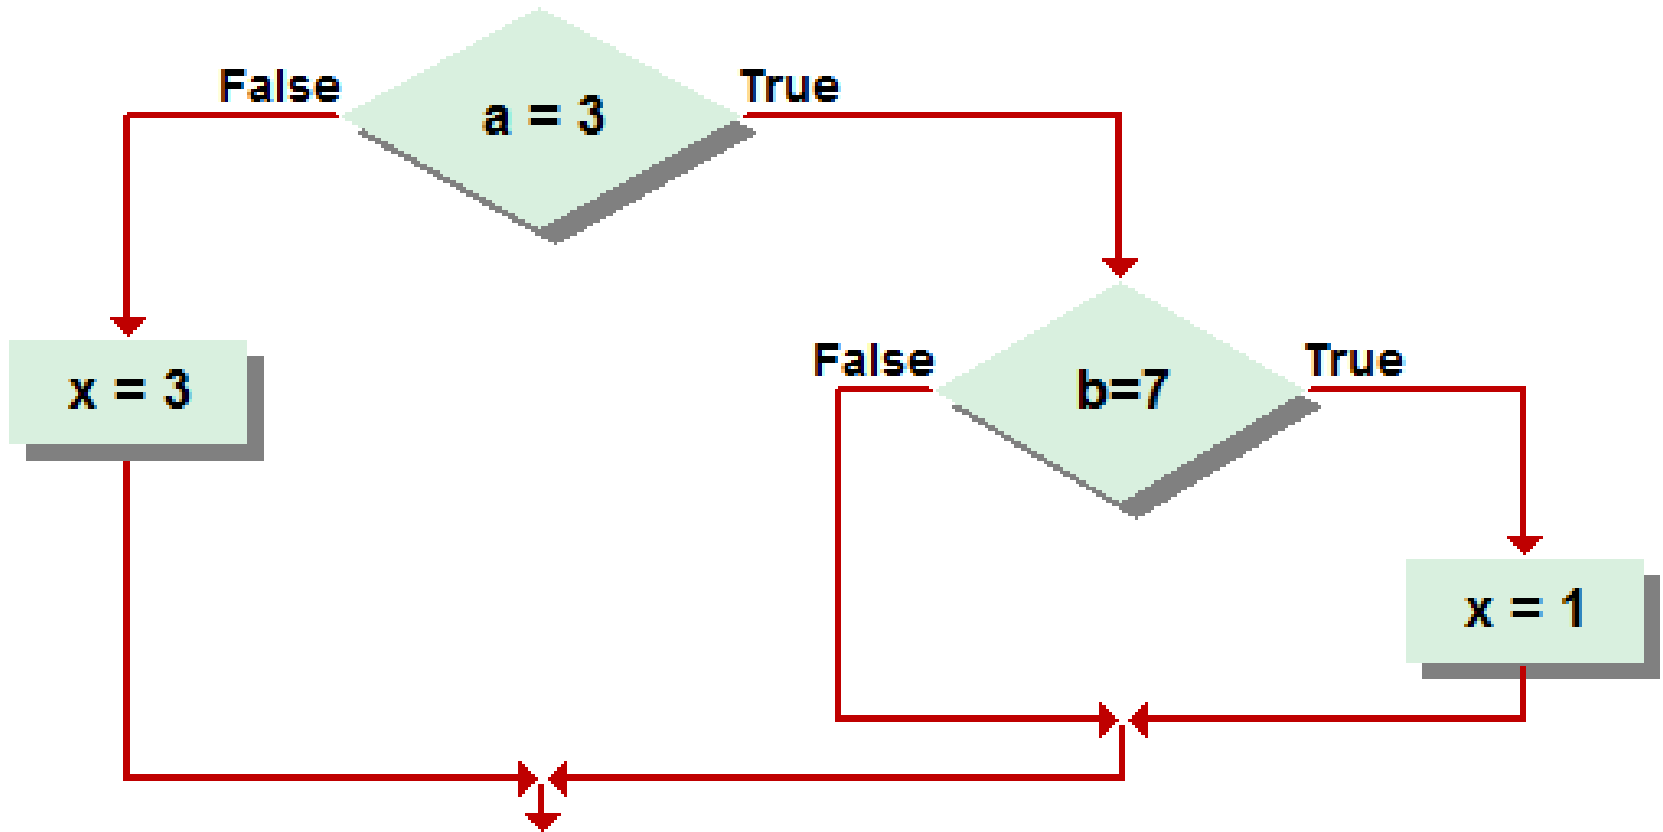 False
a = 3
True
x = 3
False
b=7
True
x = 1